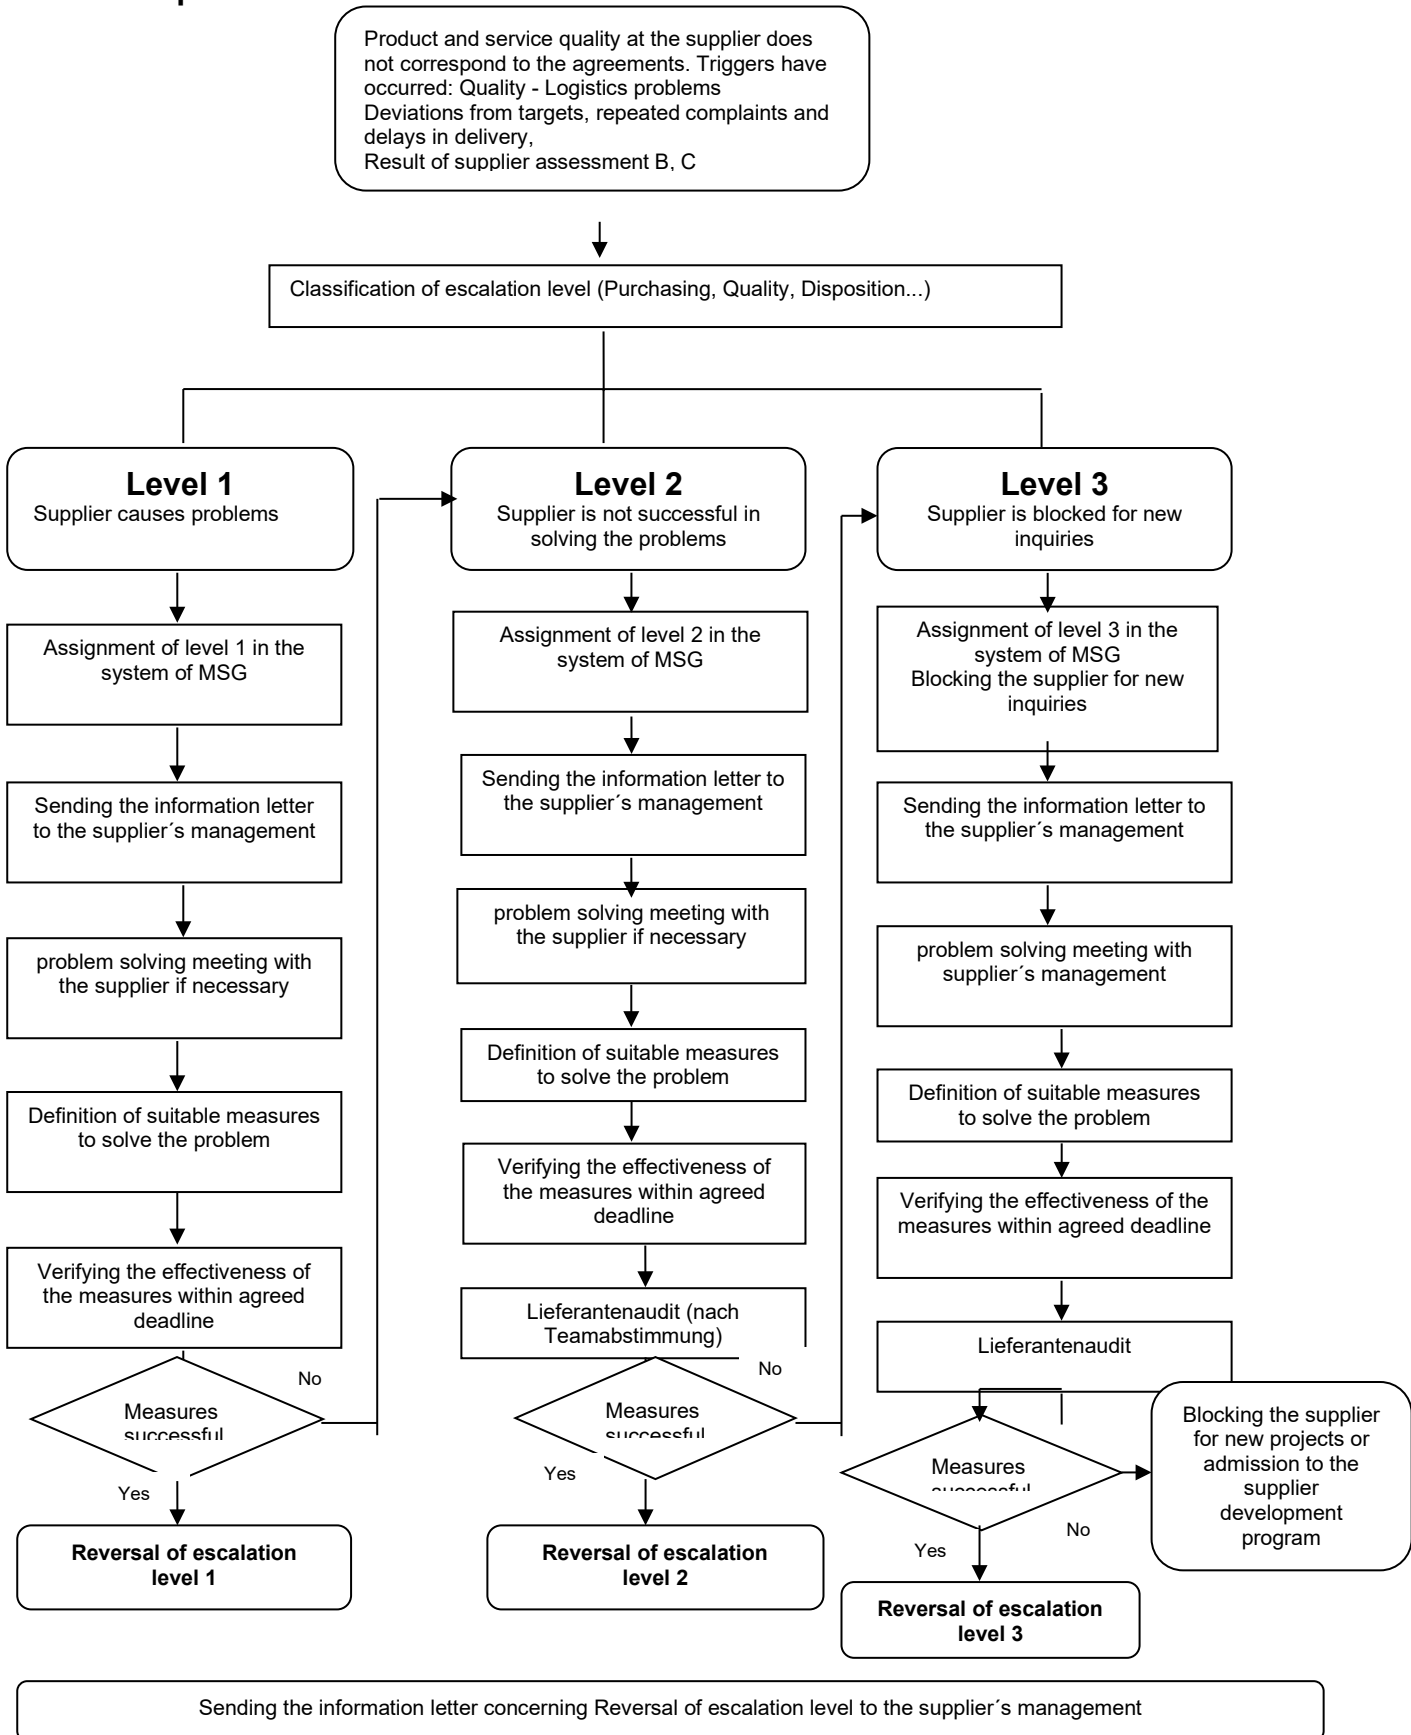 Product and service quality at the supplier does
not correspond to the agreements. Triggers have
occurred: Quality - Logistics problems
Deviations from targets, repeated complaints and
delays in delivery,
Result of supplier assessment B, C
Classification of escalation level (Purchasing, Quality, Disposition...)
Level 1
Supplier causes problems
Assignment of level 1 in the
system of MSG
Sending the information letter
to the supplier´s management
problem solving meeting with
the supplier if necessary
Definition of suitable measures
to solve the problem
Verifying the effectiveness of
the measures within agreed
deadline
No
Measures
successful
Yes
Reversal of escalation
level 1
Level 2
Supplier is not successful in
solving the problems
Assignment of level 2 in the
system of MSG
Sending the information letter to
the supplier´s management
problem solving meeting with
the supplier if necessary
Definition of suitable measures
to solve the problem
Verifying the effectiveness of
the measures within agreed
deadline
Lieferantenaudit (nach
Teamabstimmung)
No
Measures
successful
Yes
Reversal of escalation
level 2
Level 3
Supplier is blocked for new
inquiries
Assignment of level 3 in the
system of MSG
Blocking the supplier for new
inquiries
Sending the information letter to
the supplier´s management
problem solving meeting with
supplier´s management
Definition of suitable measures
to solve the problem
Verifying the effectiveness of the
measures within agreed deadline
Lieferantenaudit
Measures
successful
No
Yes
Blocking the supplier
for new projects or
admission to the
supplier
development
program
Reversal of escalation
level 3
Sending the information letter concerning Reversal of escalation level to the supplier´s management